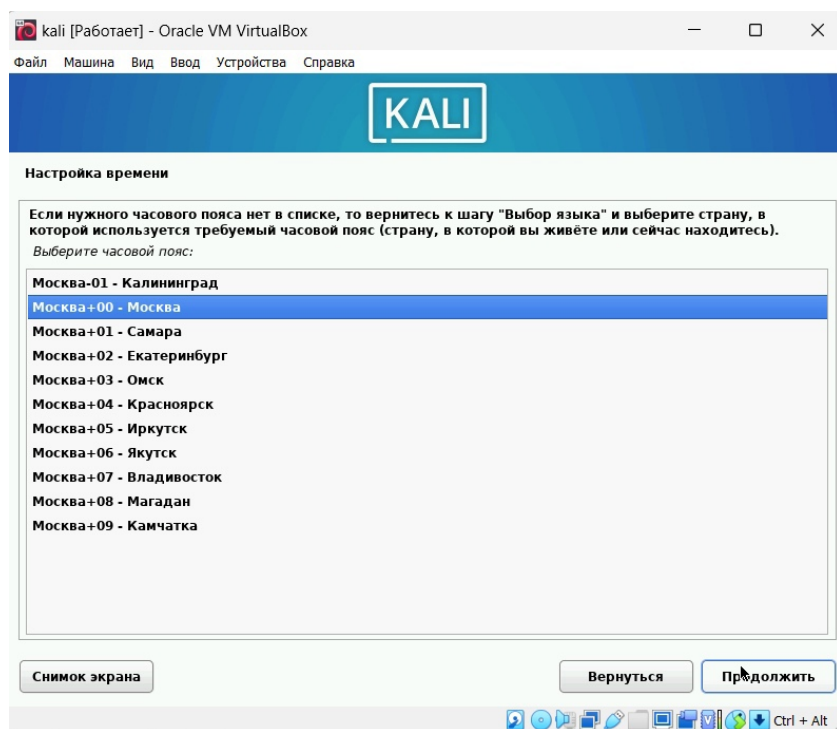 kali [Работает] - Oracle VM VirtualBox
Файл Машина Вид Ввод Устройства Справка
KALI
Настройка времени
Если нужного часового пояса нет в списке, то вернитесь к шагу "Выбор языка" и выберите страну, в
которой используется требуемый часовой пояс (страну, в которой вы живёте или сейчас находитесь).
Выберите часовой пояс:
Москва-01 - Калининград
Москва+00 - Москва
Москва+01 - Самара
Москва+02 - Екатеринбург
Москва+03 - Омск
Москва+04 - Красноярск
Москва+05 - Иркутск
Москва+06 - Якутск
Москва+07 - Владивосток
Москва+08 - Магадан
Москва+09 - Камчатка
Снимок экрана Вернуться Продолжить
Ctrl + Alt